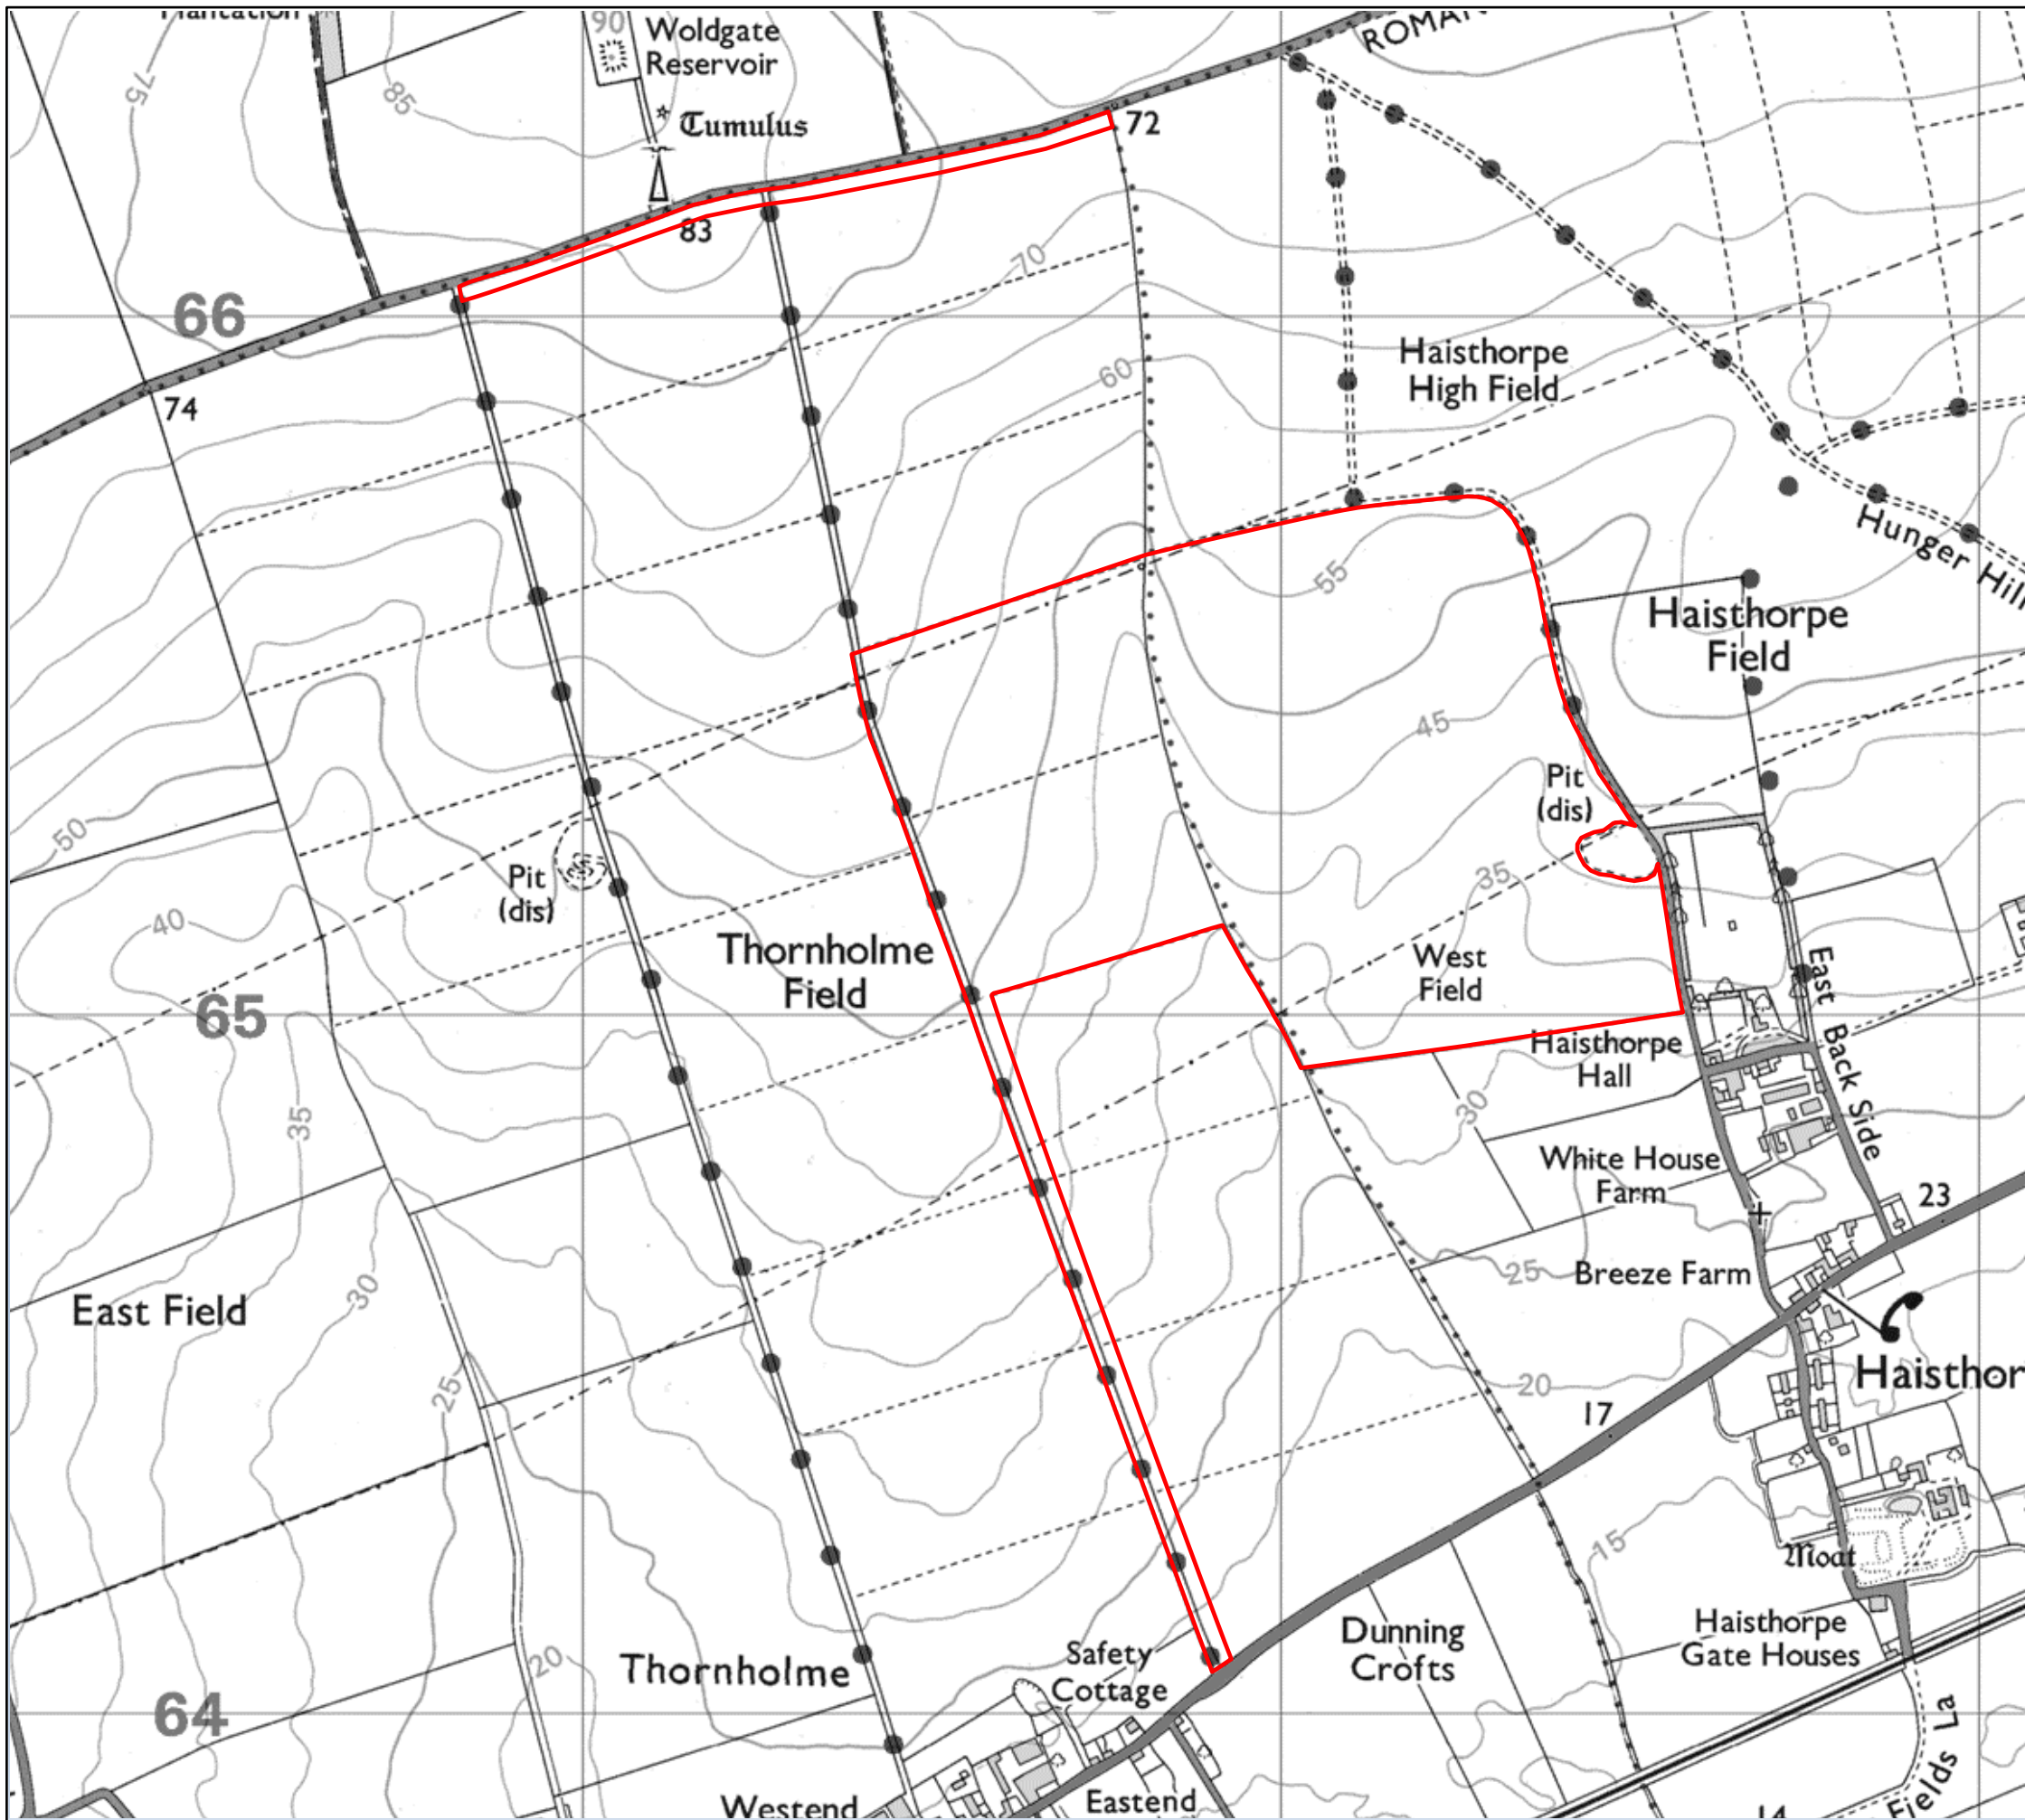 Plantation
90
Woldgate
Reservoir
ROMAN
75
85
Tumulus
72
83
70
66
Haisthorpe
High Field
60
74
Hunger Hill
55
Haisthorpe
Field
45
Pit
(dis)
50
35
Pit
(dis)
40
Thornholme
Field
West
Field
65
East Back Side
Haisthorpe
Hall
35
30
White House
Farm
23
30
25
Breeze Farm
East Field
Haisthor
25
20
17
15
Moat
Dunning
Crofts
Haisthorpe
Gate Houses
Safety
Cottage
20
Thornholme
64
Fields La
Westend
Eastend
14